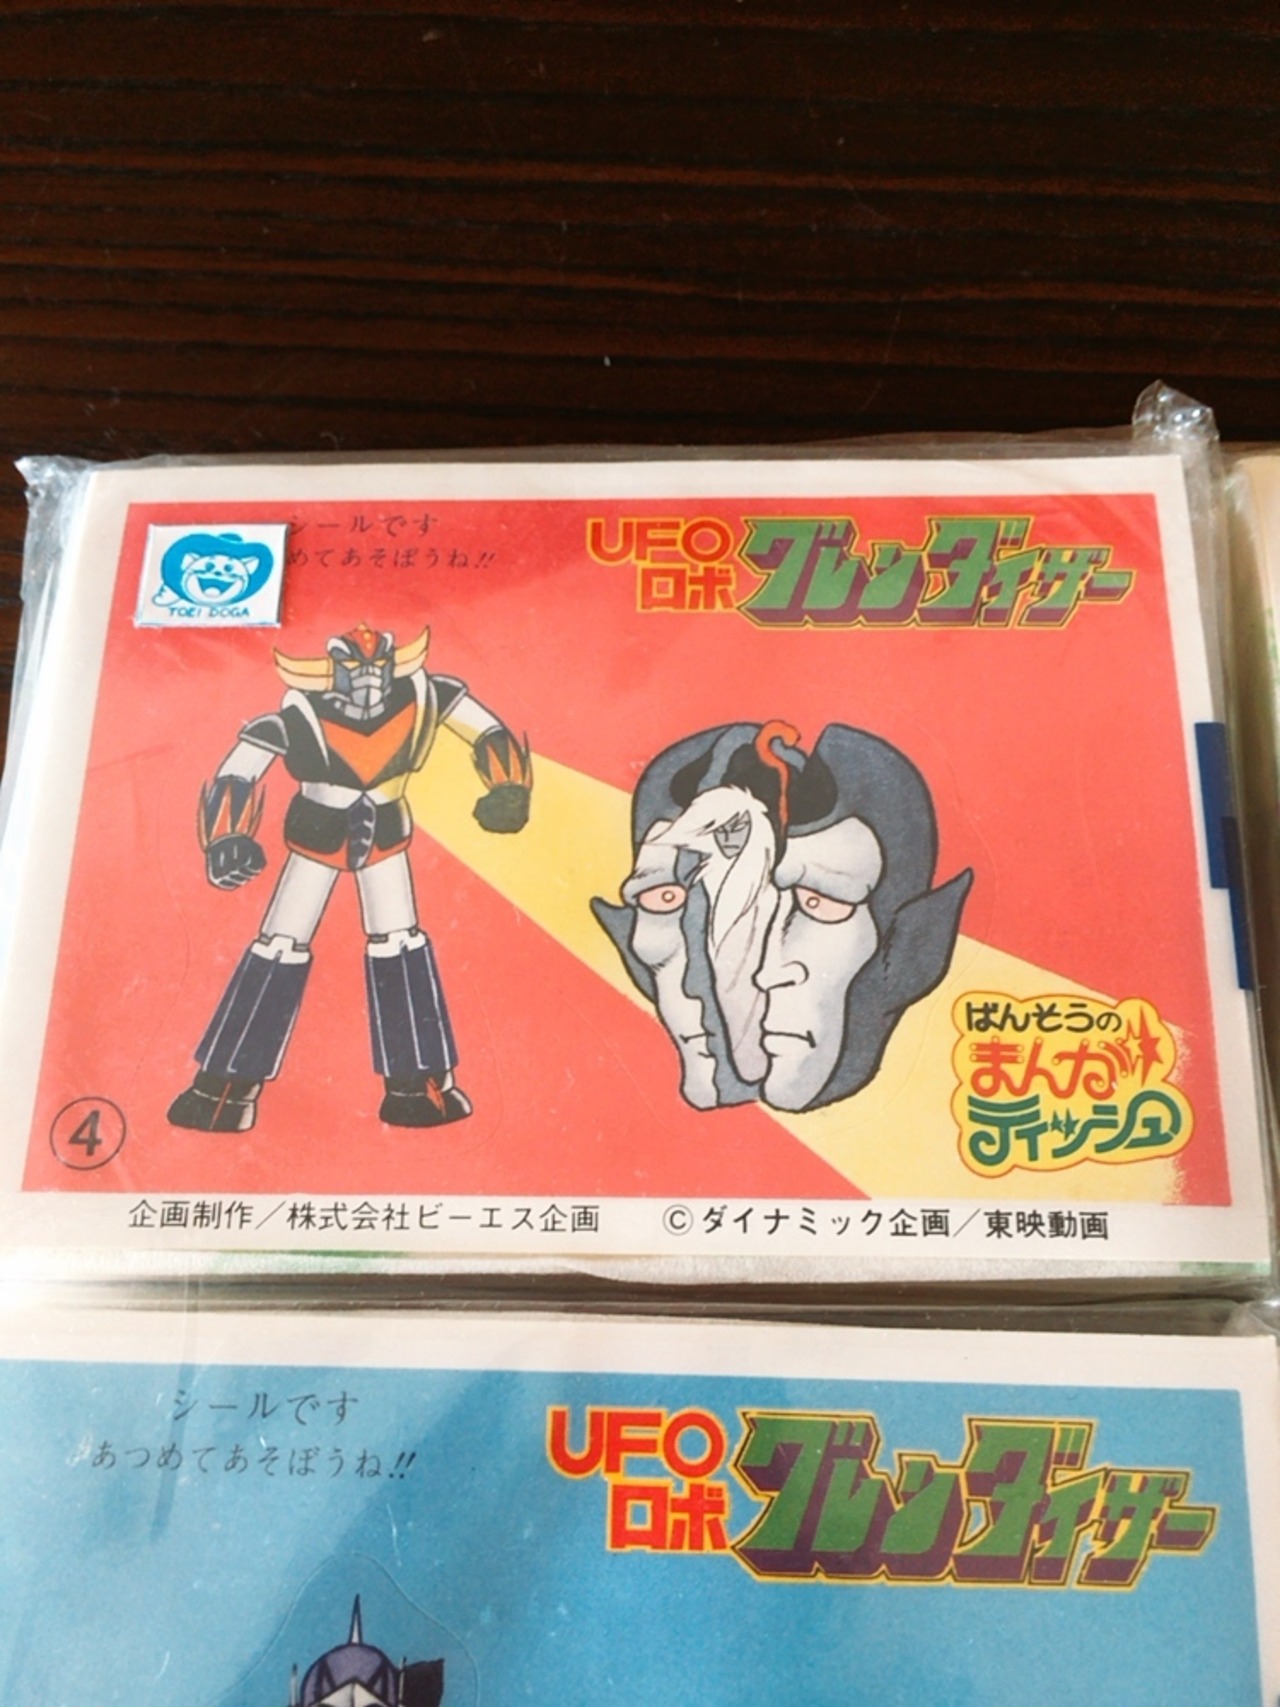 シールです
めてあそぼうね!!
TOEI DOGA
UFO
ロボ
グレンダイザー
ばんそうの
まんが
ディッシュ
④
企画制作／株式会社ビーエス企画
©ダイナミック企画／東映動画
シールです
あつめてあそぼうね!!
UFO
ロボ
グレンダイザー